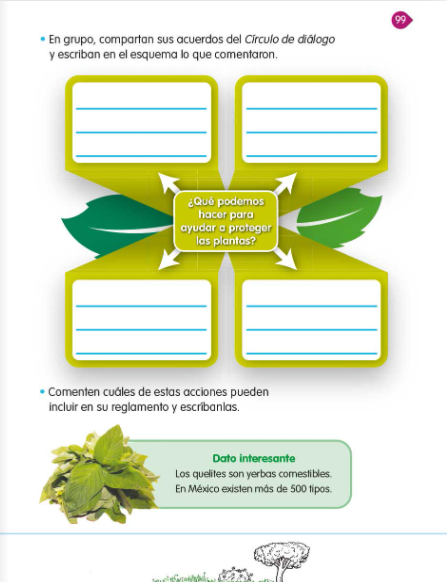 99
• En grupo, compartan sus acuerdos del Círculo de diálogo
y escriban en el esquema lo que comentaron.
¿Qué podemos
hacer para
ayudar a proteger
las plantas?
• Comenten cuáles de estas acciones pueden
incluir en su reglamento y escríbanlas.
Dato interesante
Los quelites son yerbas comestibles.
En México existen más de 500 tipos.